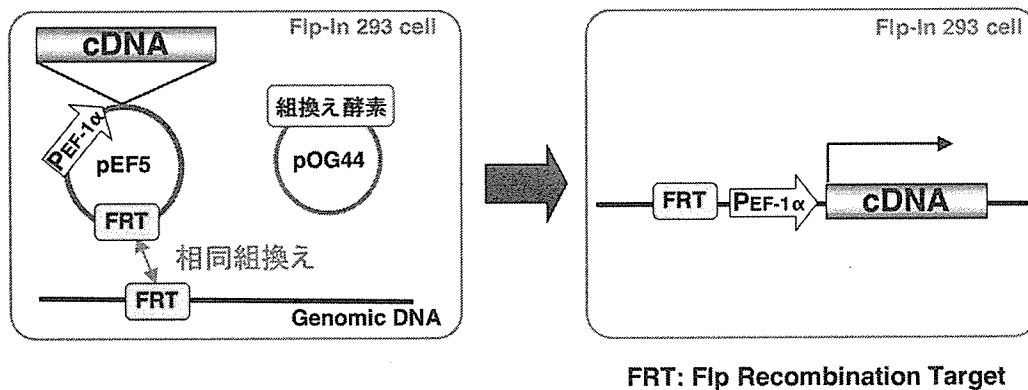 Flp-In 293 cell
cDNA
PEF-1α
pEF5
FRT
組換え酵素
pOG44
相同組換え
FRT
Genomic DNA
Flp-In 293 cell
FRT
PEF-1α
cDNA
FRT: Flp Recombination Target